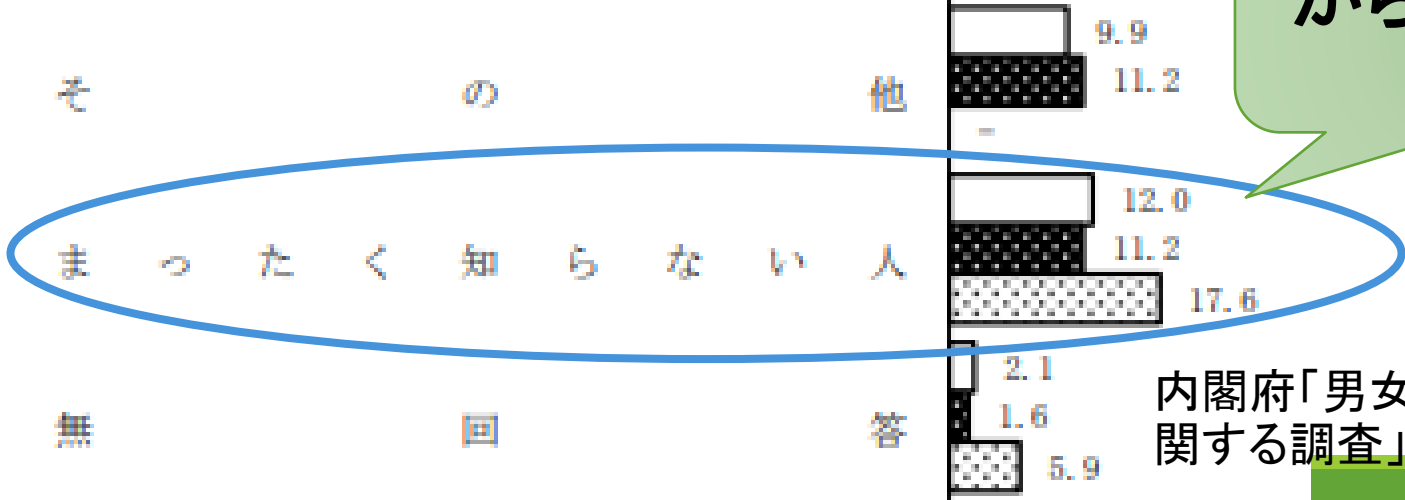 から
9.9
その他
11.2
-
12.0
まったく知らない人
11.2
17.6
2.1
無回答
1.6
5.9
内閣府「男女
関する調査」